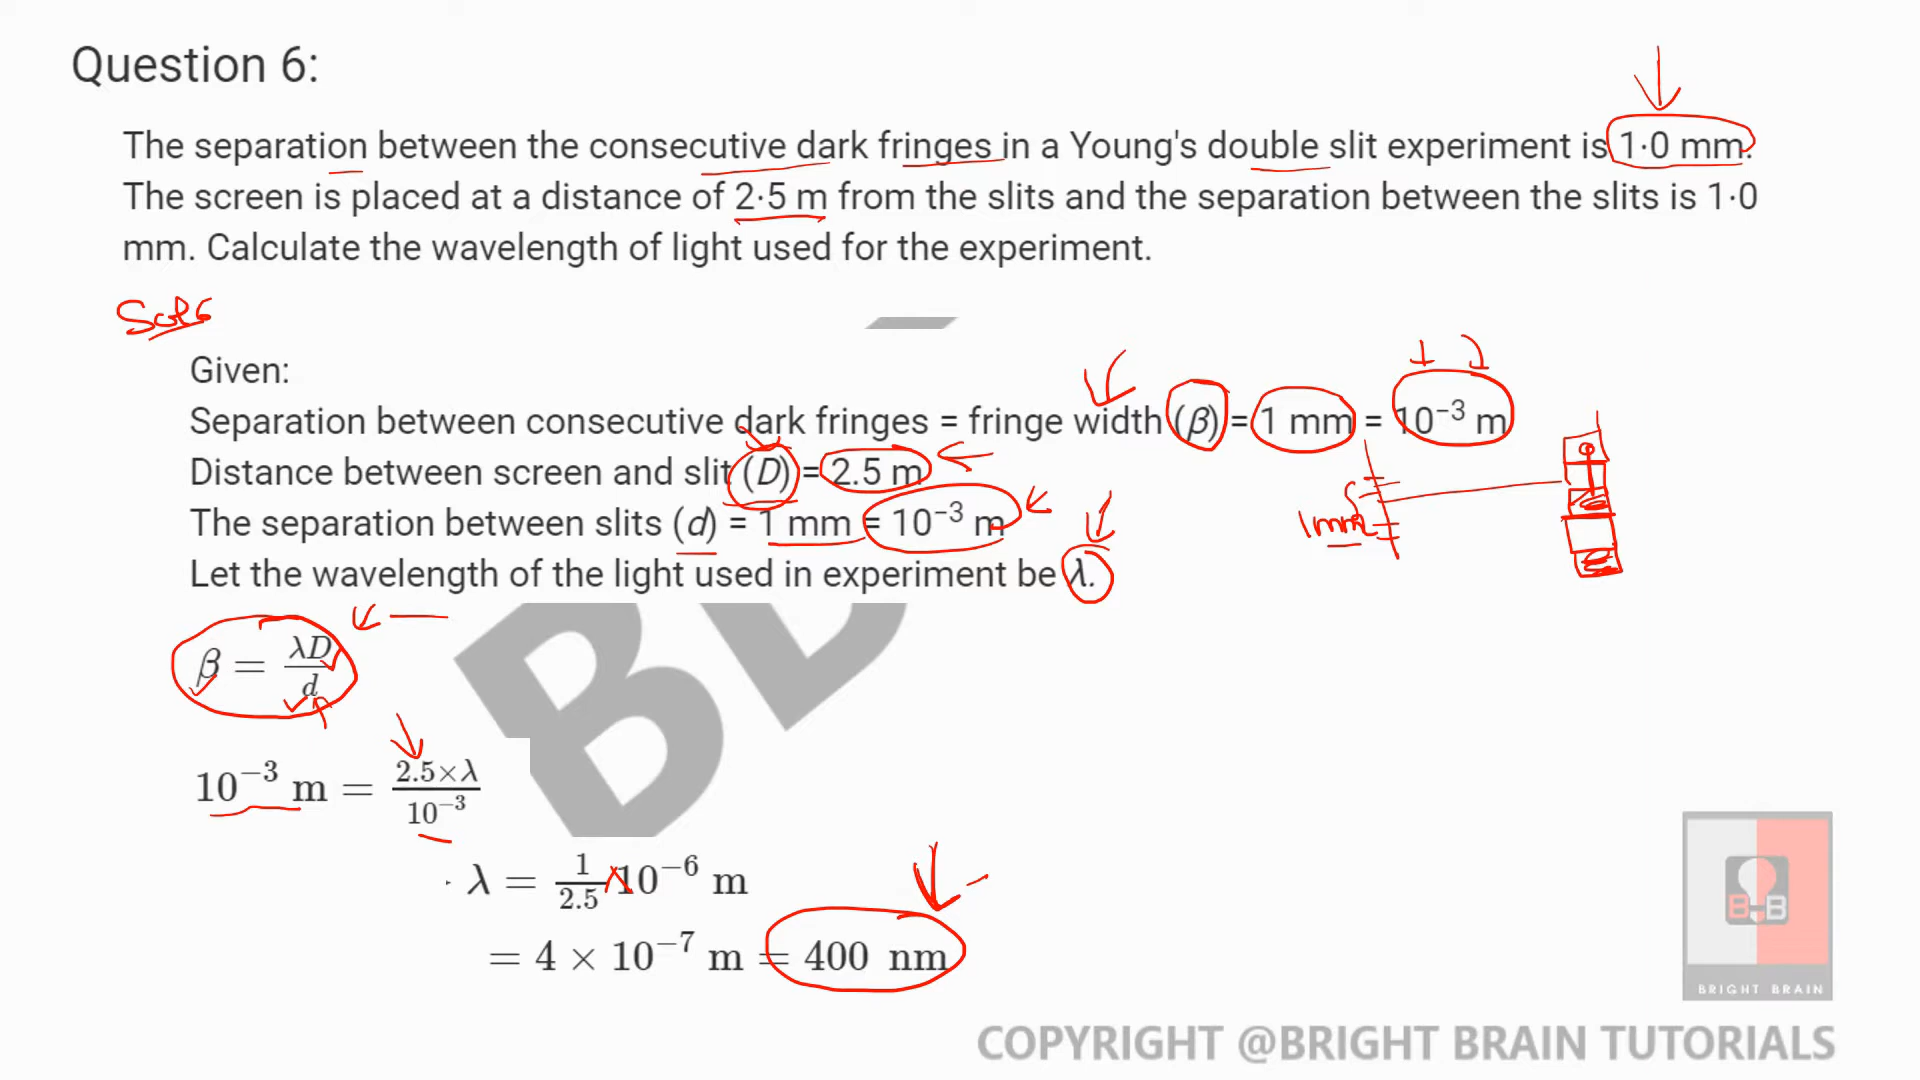 Question 6:
The separation between the consecutive dark fringes in a Young's double slit experiment is 1·0 mm.
The screen is placed at a distance of 2·5 m from the slits and the separation between the slits is 1·0
mm. Calculate the wavelength of light used for the experiment.
Given:
Separation between consecutive dark fringes = fringe width (β) = 1 mm = 10⁻³ m
Distance between screen and slit (D) = 2.5 m
The separation between slits (d) = 1 mm = 10⁻³ m
1mm
Let the wavelength of the light used in experiment be λ.
β = λD/d
10⁻³ m = 2.5×λ/10⁻³
λ = 1/2.5 × 10⁻⁶ m
= 4 × 10⁻⁷ m = 400 nm
B B
BRIGHT BRAIN
COPYRIGHT @BRIGHT BRAIN TUTORIALS